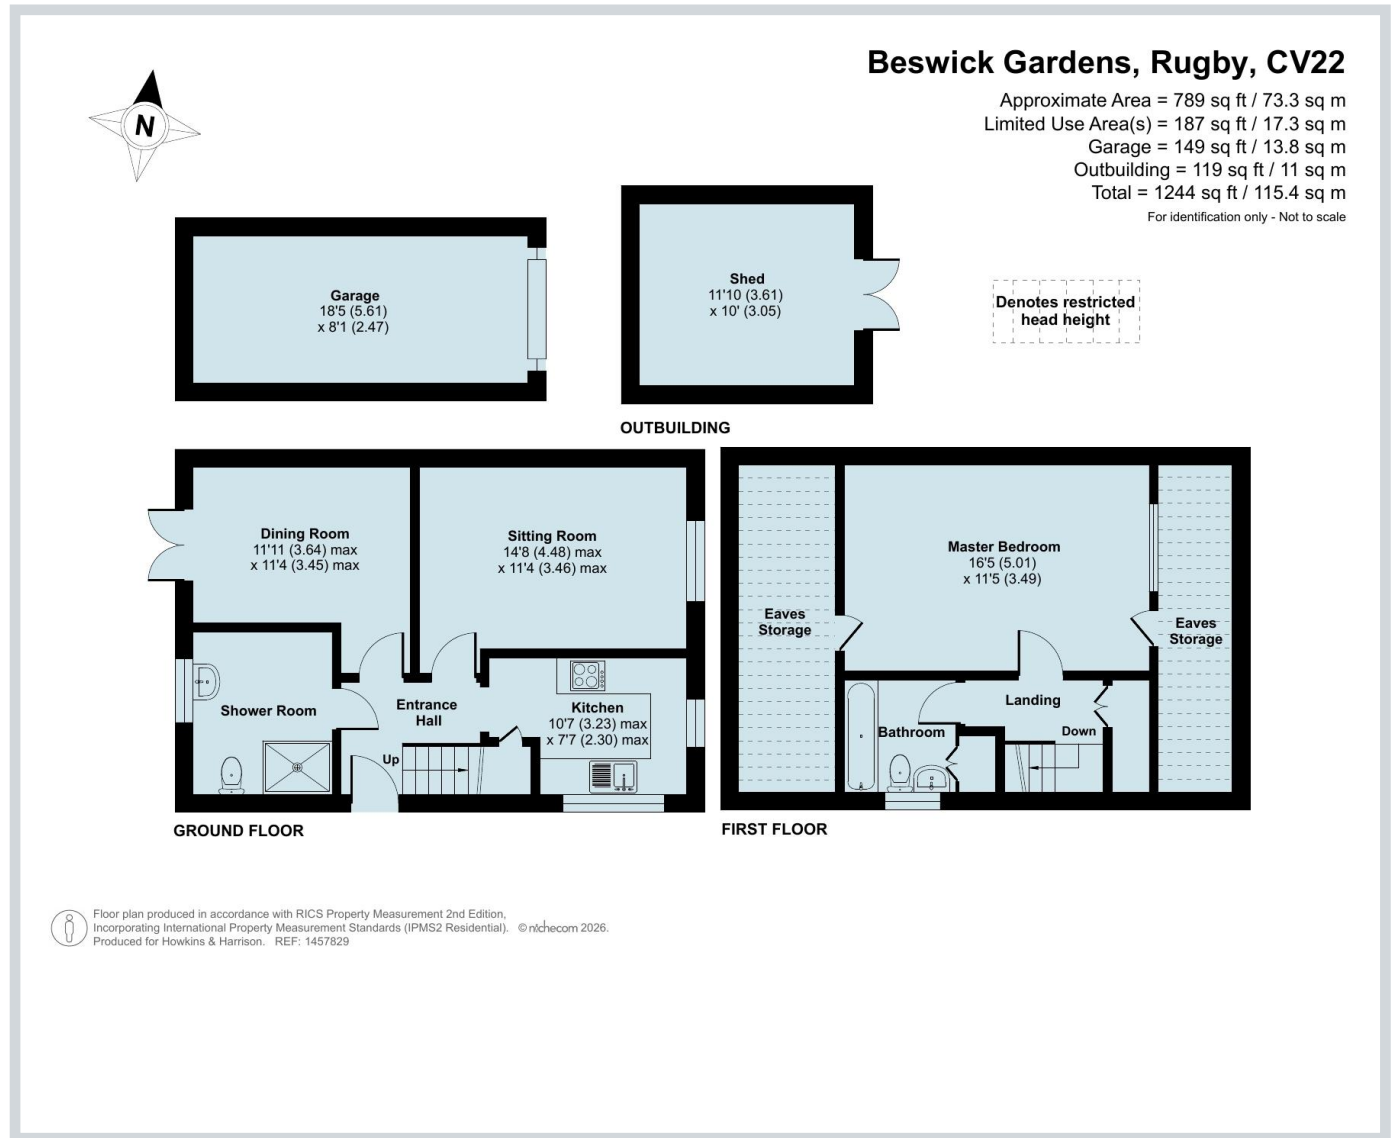 Beswick Gardens, Rugby, CV22
Approximate Area = 789 sq ft / 73.3 sq m
Limited Use Area(s) = 187 sq ft / 17.3 sq m
Garage = 149 sq ft / 13.8 sq m
Outbuilding = 119 sq ft / 11 sq m
Total = 1244 sq ft / 115.4 sq m
For identification only - Not to scale
N
Garage
18'5 (5.61)
x 8'1 (2.47)
Shed
11'10 (3.61)
x 10' (3.05)
Denotes restricted
head height
OUTBUILDING
Dining Room
11'11 (3.64) max
x 11'4 (3.45) max
Sitting Room
14'8 (4.48) max
x 11'4 (3.46) max
Shower Room
Entrance
Hall
Up
Kitchen
10'7 (3.23) max
x 7'7 (2.30) max
GROUND FLOOR
Eaves
Storage
Master Bedroom
16'5 (5.01)
x 11'5 (3.49)
Eaves
Storage
Landing
Bathroom
Down
FIRST FLOOR
Floor plan produced in accordance with RICS Property Measurement 2nd Edition,
Incorporating International Property Measurement Standards (IPMS2 Residential). © nichecom 2026.
Produced for Howkins & Harrison. REF: 1457829